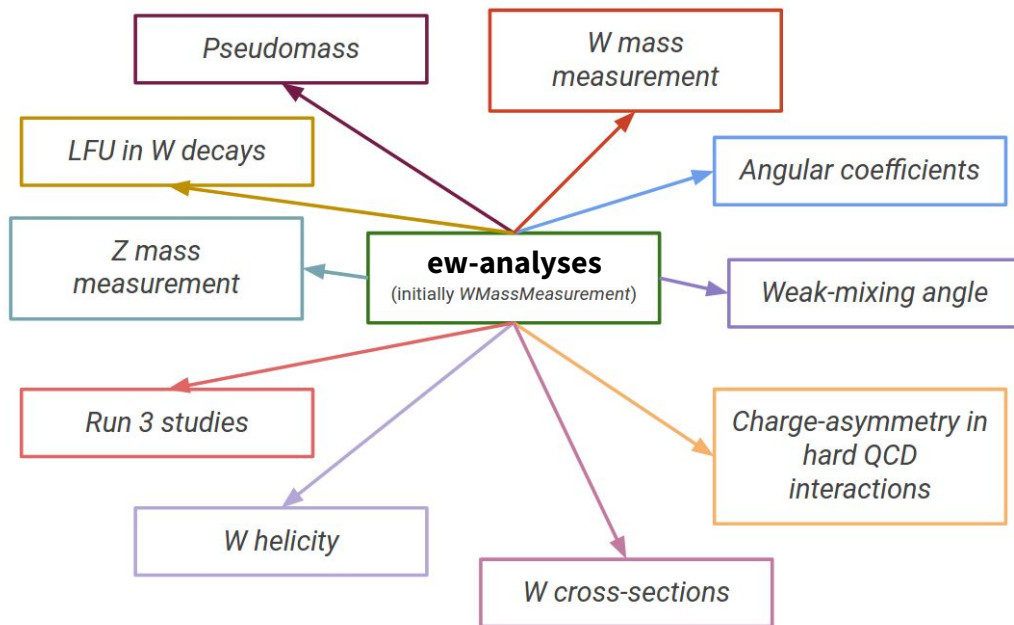 Pseudomass
W mass
measurement
LFU in W decays
Angular coefficients
Z mass
measurement
ew-analyses
(initially WMassMeasurement)
Weak-mixing angle
Run 3 studies
Charge-asymmetry in
hard QCD
interactions
W helicity
W cross-sections